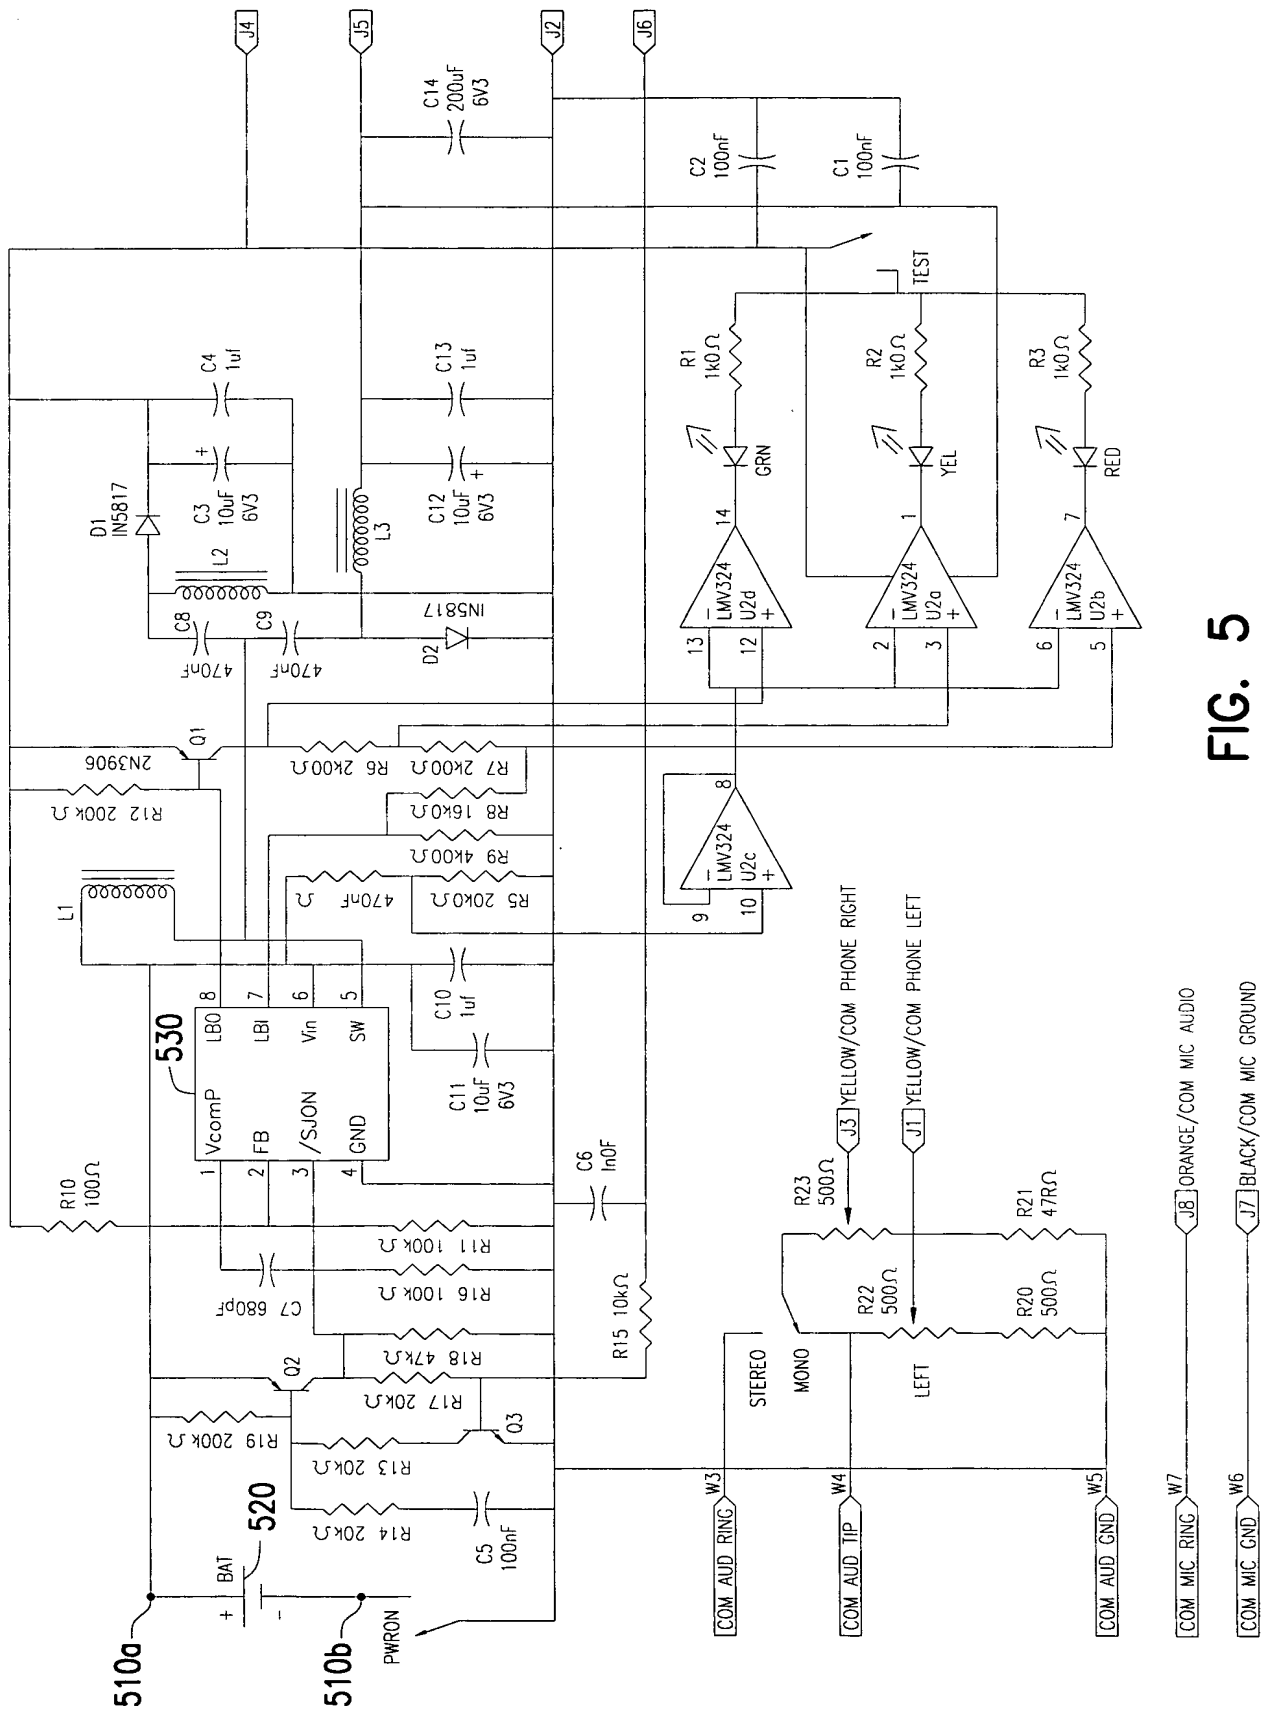 J4
J5
J2
J6
C14
200uF
6V3
C2
100nF
C1
100nF
TEST
C4
1uf
C13
1uf
R1
1k0Ω
R2
1k0Ω
R3
1k0Ω
D1
IN5817
C3
10uF
6V3
+
L2
L3
C12
10uF
6V3
+
GRN
YEL
RED
C8
470nF
C9
470nF
D2
IN5817
14
1
7
LMV324
U2d
−
+
13
12
LMV324
U2a
−
+
2
3
LMV324
U2b
−
+
6
5
2N3906
Q1
R12 200kΩ
R6 2k00Ω
Ω
R7 2k00Ω
R8 16k0Ω
R9 4k00Ω
470nF Ω
R5 20k0Ω
8
LMV324
U2c
−
+
9
10
L1
530
VcomP
FB
/SJON
GND
LBO
LBI
Vin
SW
1
2
3
4
8
7
6
5
C10
1uf
C11
10uF
6V3
R10
100Ω
R11 100kΩ
C7 680pF
R16 100kΩ
C6
In0F
R15 10kΩ
Q2
R18 47kΩ
R17 20kΩ
R19 200kΩ
R13 20kΩ
Q3
R14 20kΩ
C5
100nF
520
BAT
+
−
510a
510b
PWRON
J3 YELLOW/COM PHONE RIGHT
J1 YELLOW/COM PHONE LEFT
R23
500Ω
R21
47RΩ
R22
500Ω
R20
500Ω
STEREO
MONO
LEFT
COM AUD RING W3
COM AUD TIP W4
COM AUD GND W5
COM MIC RING W7
J8 ORANGE/COM MIC AUDIO
COM MIC GND W6
J7 BLACK/COM MIC GROUND
FIG. 5